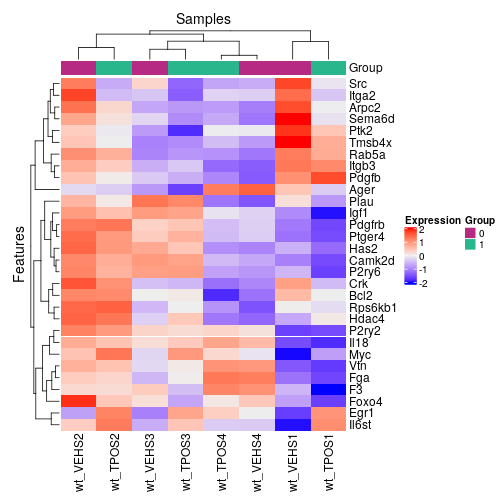 Samples
Group
Src
Itga2
Arpc2
Sema6d
Ptk2
Tmsb4x
Rab5a
Itgb3
Pdgfb
Ager
Plau
Igf1
Pdgfrb
Ptger4
Has2
Camk2d
P2ry6
Crk
Bcl2
Rps6kb1
Hdac4
P2ry2
Il18
Myc
Vtn
Fga
F3
Foxo4
Egr1
Il6st
Features
wt_VEHS2
wt_TPOS2
wt_VEHS3
wt_TPOS3
wt_TPOS4
wt_VEHS4
wt_VEHS1
wt_TPOS1
Expression Group
2 0
1 1
0
-1
-2